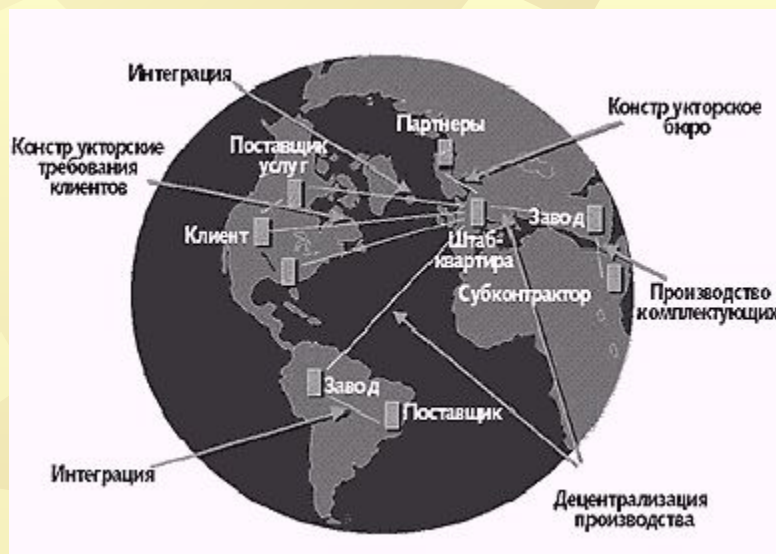 Интеграция
Партнеры
Конструкторское
бюро
Конструкторские
требования
клиентов
Поставщик
услуг
Клиент
Штаб-
квартира
Завод
Субконтрактор
Производство
комплектующих
Завод
Поставщик
Интеграция
Децентрализация
производства